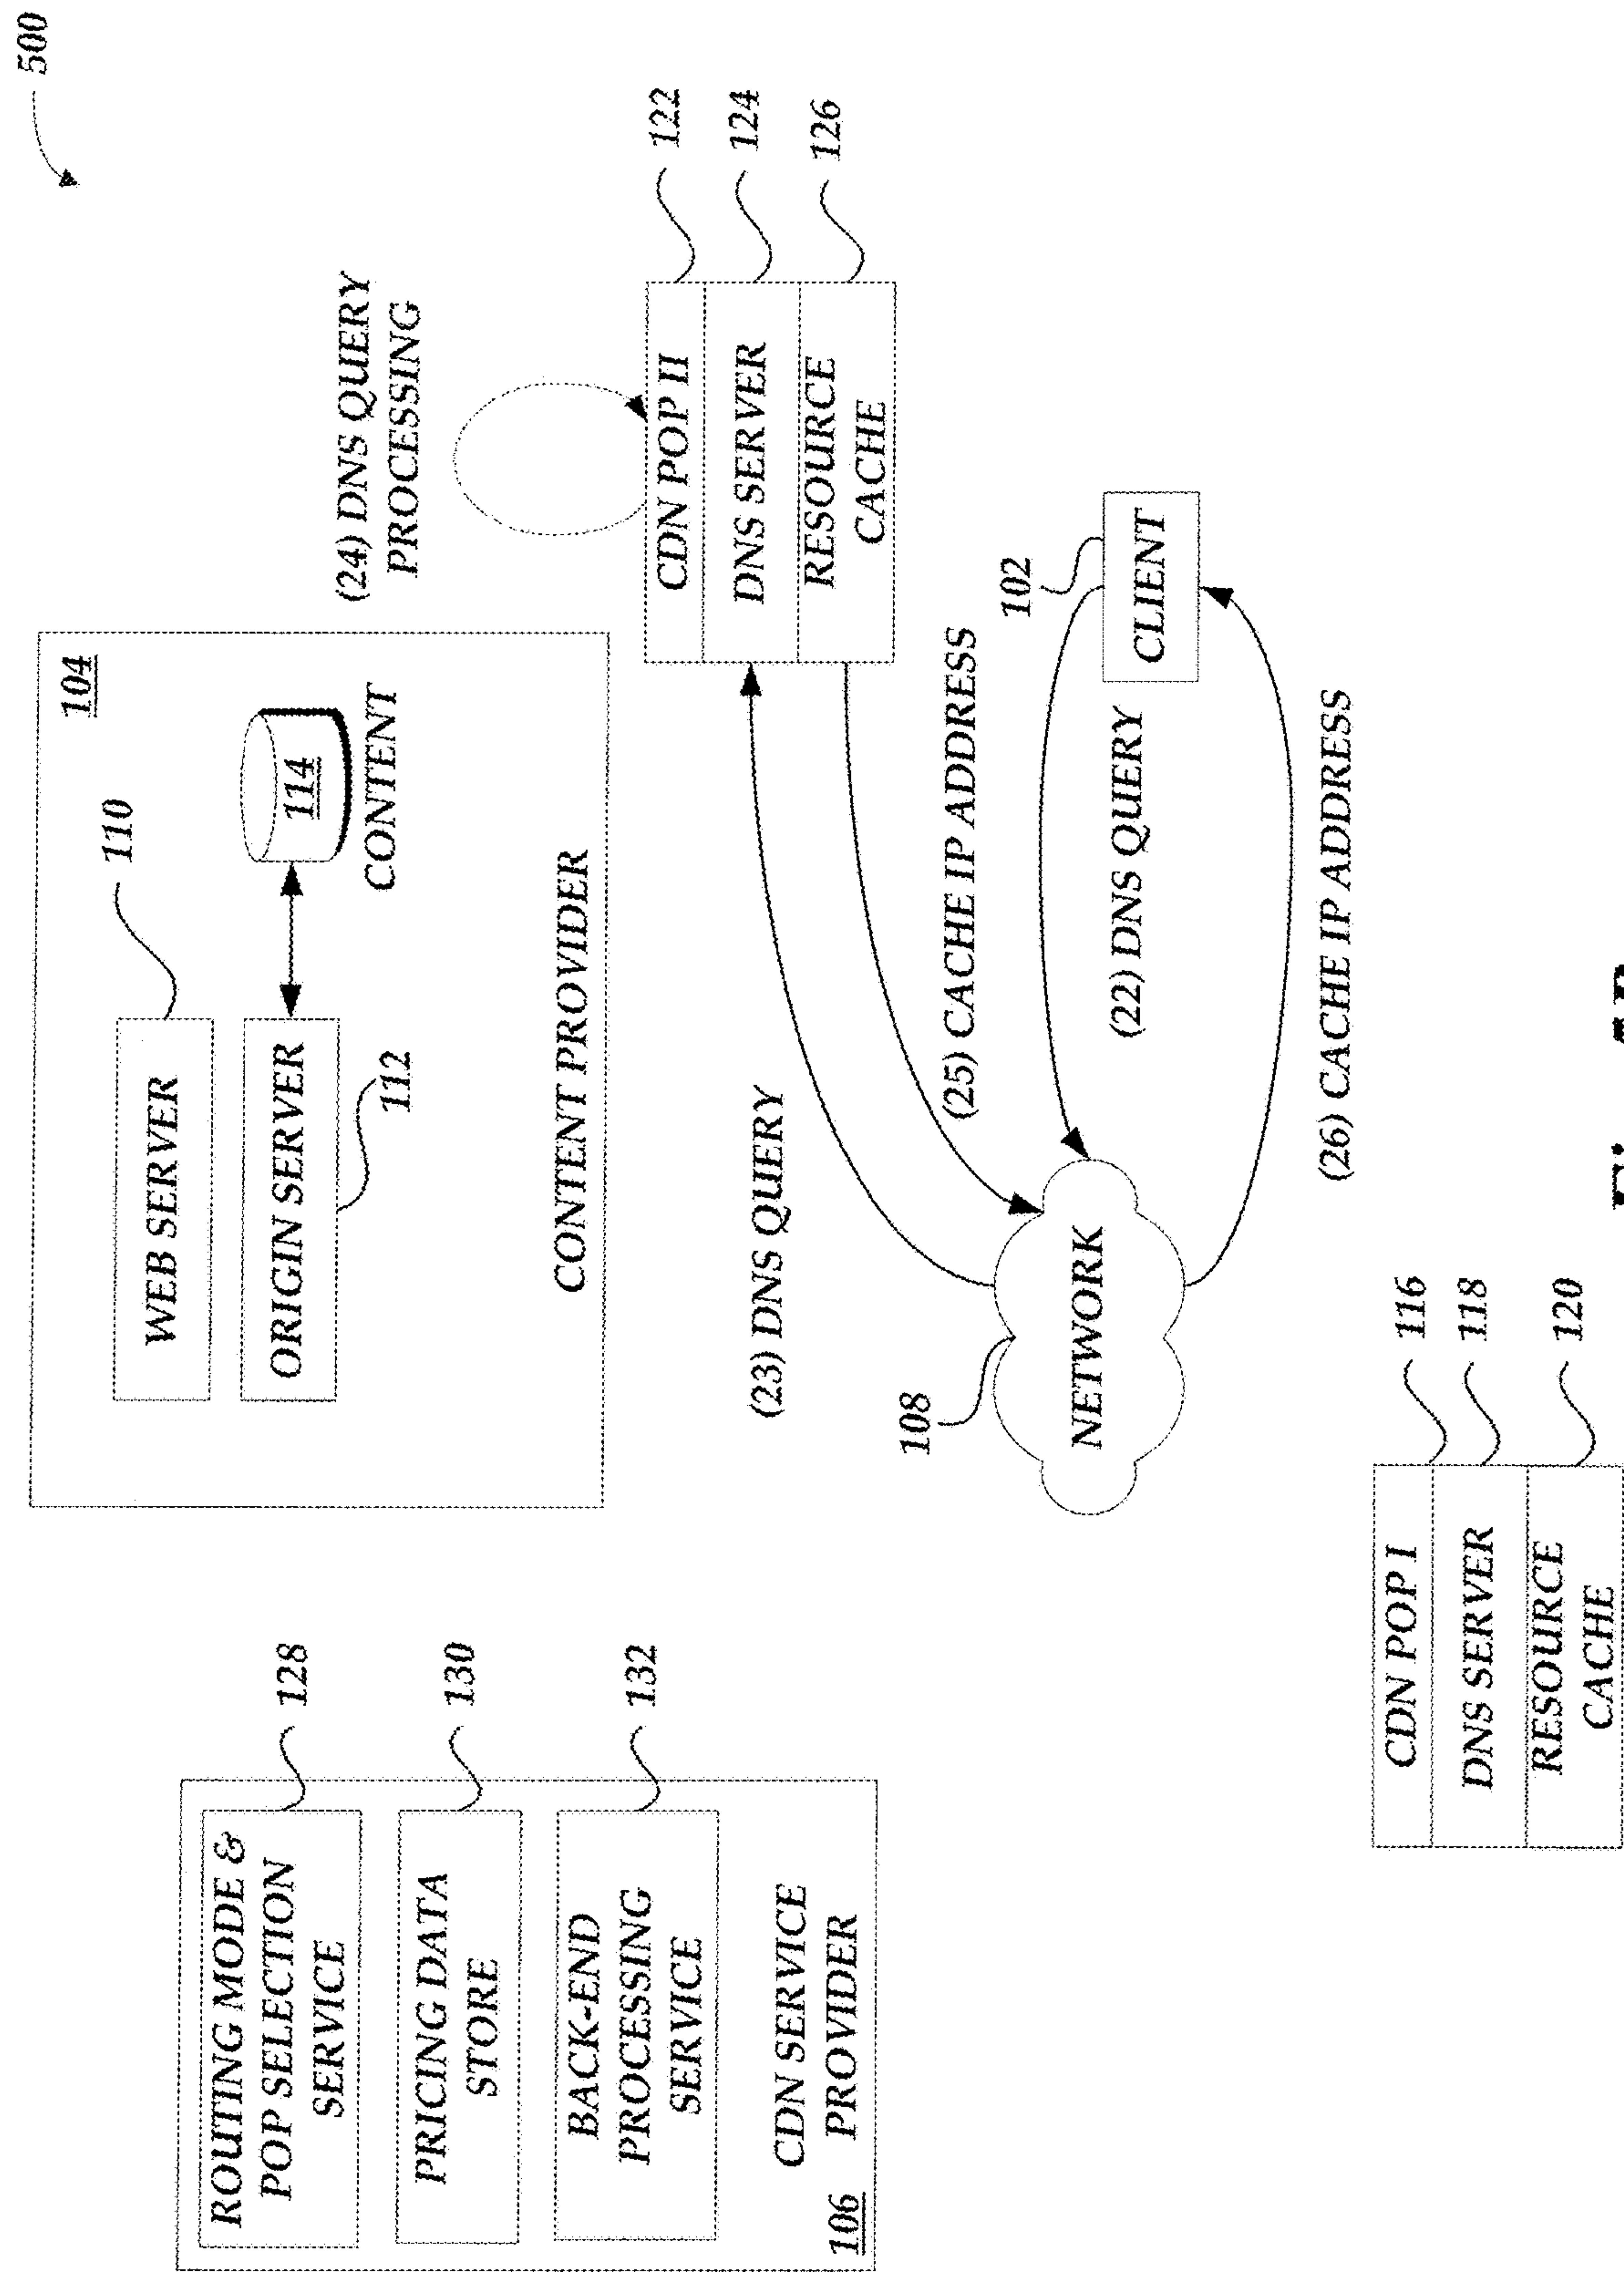 500
104
WEB SERVER
110
ORIGIN SERVER
112
114
CONTENT
CONTENT PROVIDER
ROUTING MODE &
POP SELECTION
SERVICE
128
PRICING DATA
STORE
130
BACK-END
PROCESSING
SERVICE
132
CDN SERVICE
PROVIDER
106
(24) DNS QUERY
PROCESSING
CDN POP II
122
DNS SERVER
124
RESOURCE
CACHE
126
(23) DNS QUERY
(25) CACHE IP ADDRESS
108
NETWORK
102
CLIENT
(22) DNS QUERY
(26) CACHE IP ADDRESS
CDN POP I
116
DNS SERVER
118
RESOURCE
CACHE
120